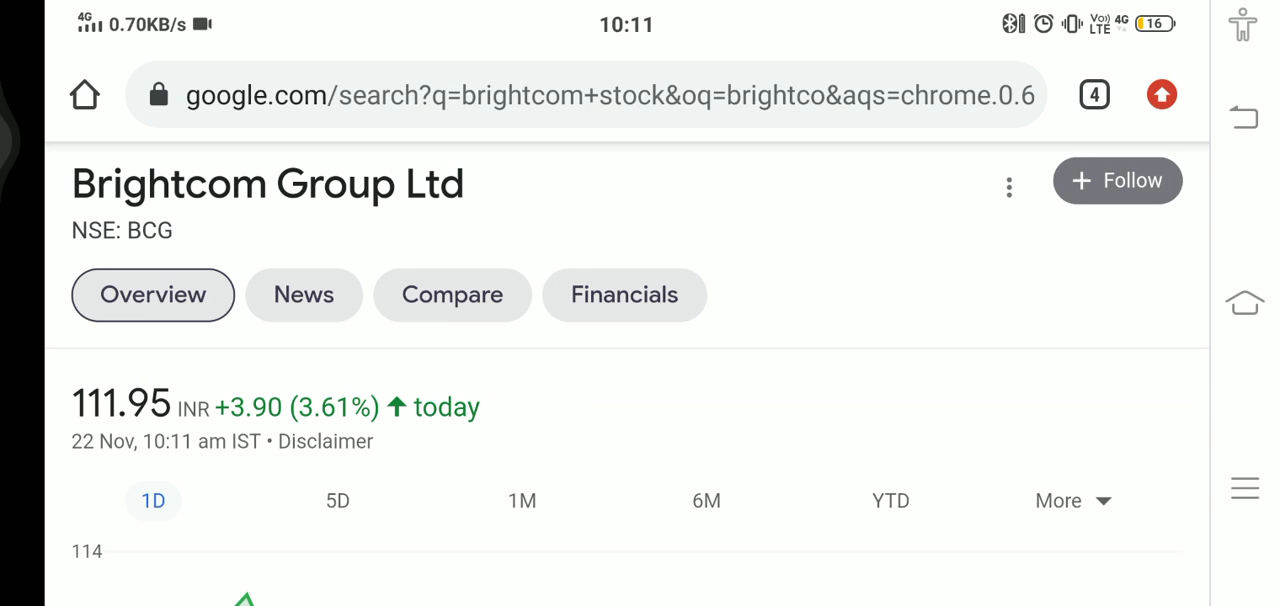 4G 0.70KB/s 10:11 Vo) LTE 4G 16
google.com/search?q=brightcom+stock&oq=brightco&aqs=chrome.0.6 4
Brightcom Group Ltd + Follow
NSE: BCG
Overview News Compare Financials
111.95 INR +3.90 (3.61%) ↑ today
22 Nov, 10:11 am IST • Disclaimer
1D 5D 1M 6M YTD More
114